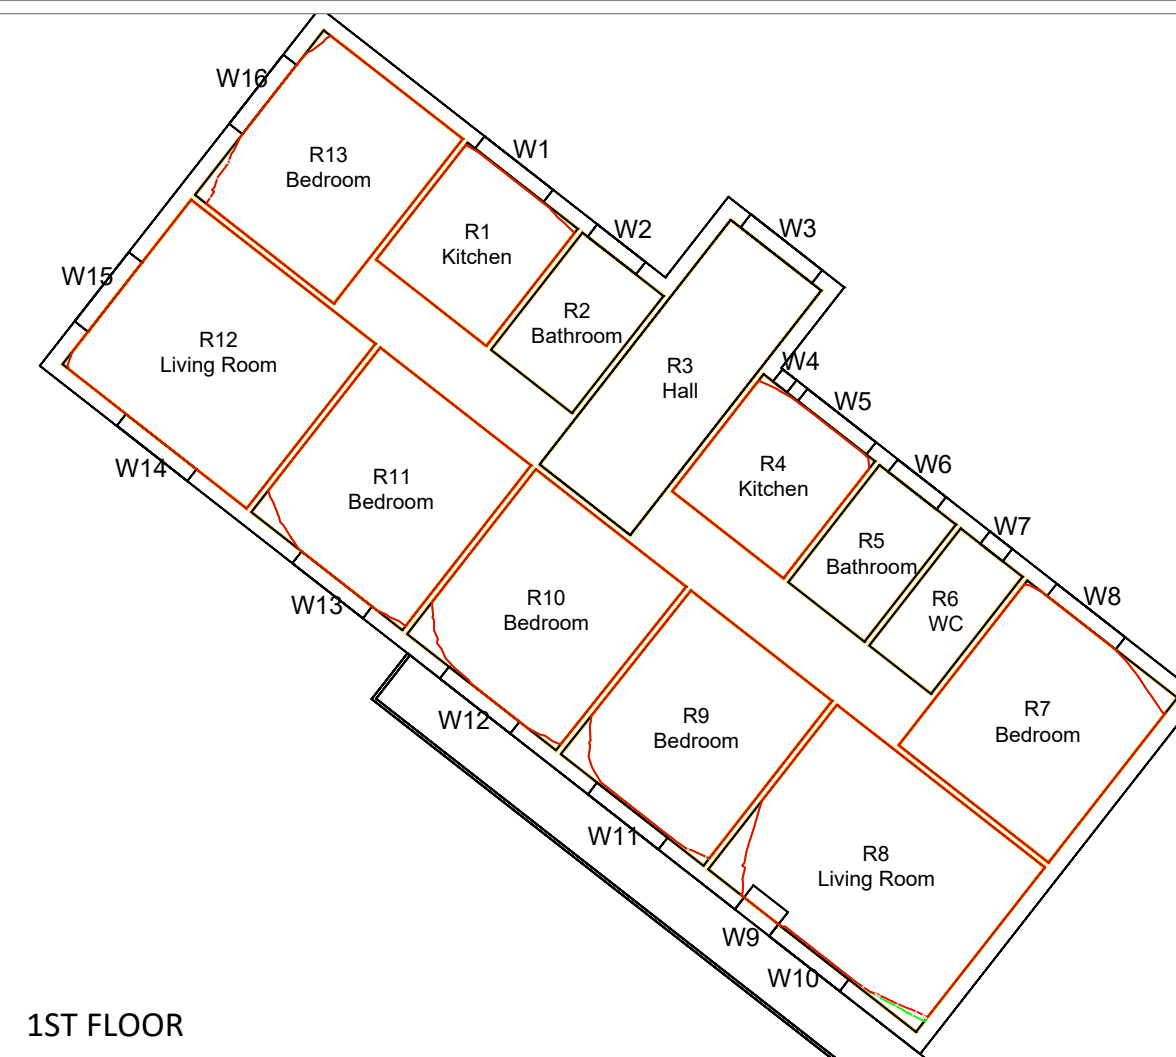 W16
R13
Bedroom
W1
R1
Kitchen
W2
W3
W15
R12
Living Room
R2
Bathroom
R3
Hall
W4
W5
W14
R11
Bedroom
R4
Kitchen
W6
W7
R5
Bathroom
W13
R10
Bedroom
R6
WC
W8
W12
R9
Bedroom
R7
Bedroom
W11
R8
Living Room
W9
W10
1ST FLOOR